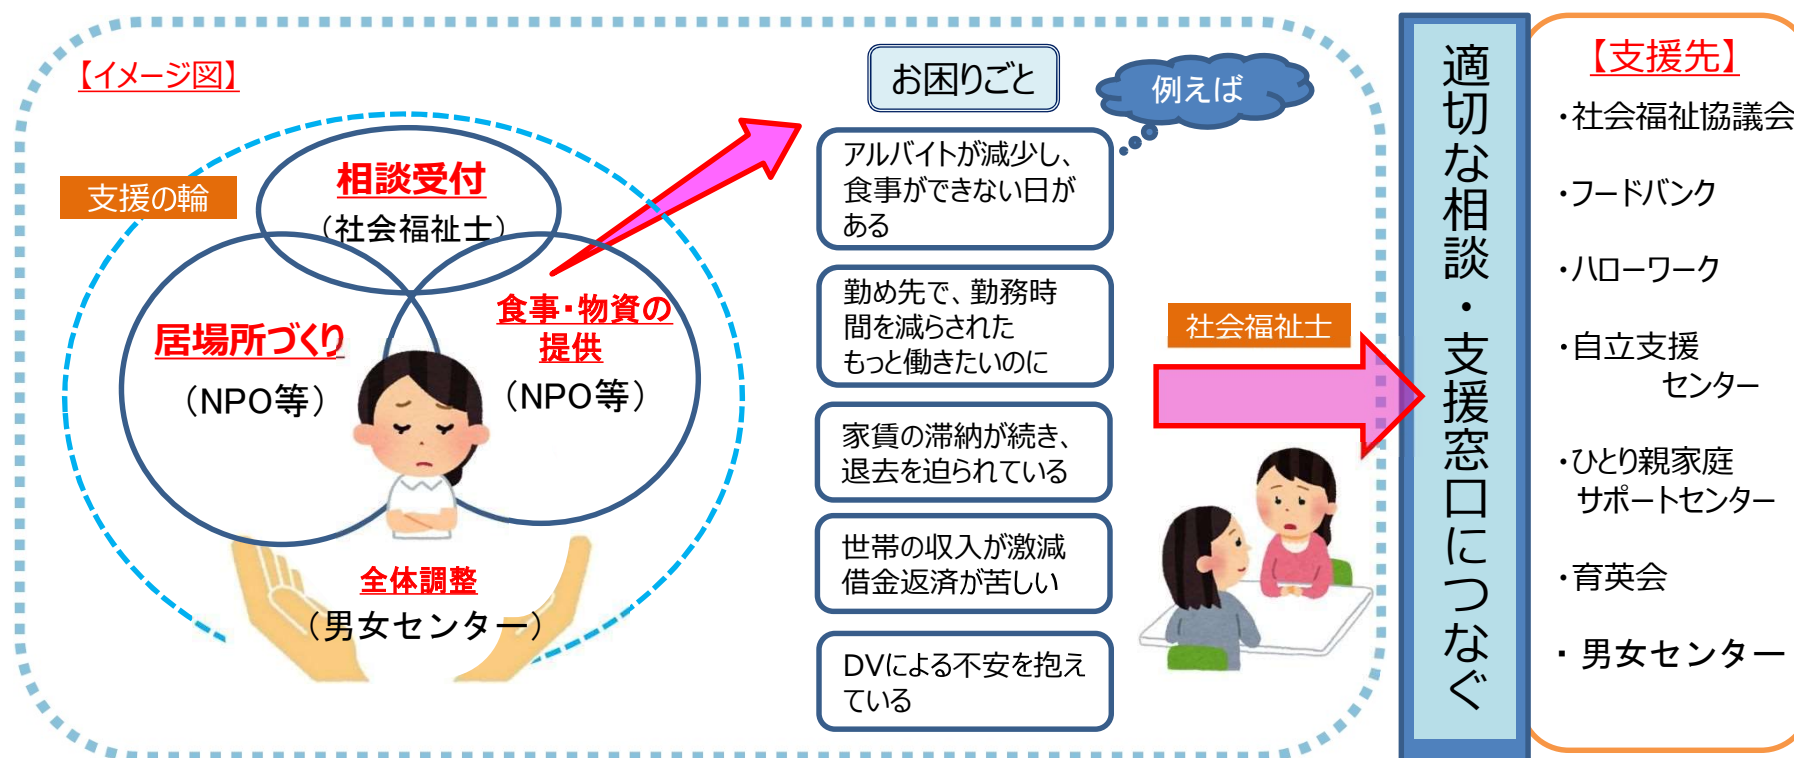 【イメージ図】
支援の輪
相談受付
（社会福祉士）
居場所づくり
（NPO等）
食事・物資の
提供
（NPO等）
全体調整
（男女センター）
お困りごと
例えば
アルバイトが減少し、
食事ができない日が
ある
勤め先で、勤務時
間を減らされた
もっと働きたいのに
家賃の滞納が続き、
退去を迫られている
世帯の収入が激減
借金返済が苦しい
DVによる不安を抱え
ている
社会福祉士
適切な相談・支援窓口につなぐ
【支援先】
・社会福祉協議会
・フードバンク
・ハローワーク
・自立支援
センター
・ひとり親家庭
サポートセンター
・育英会
・男女センター